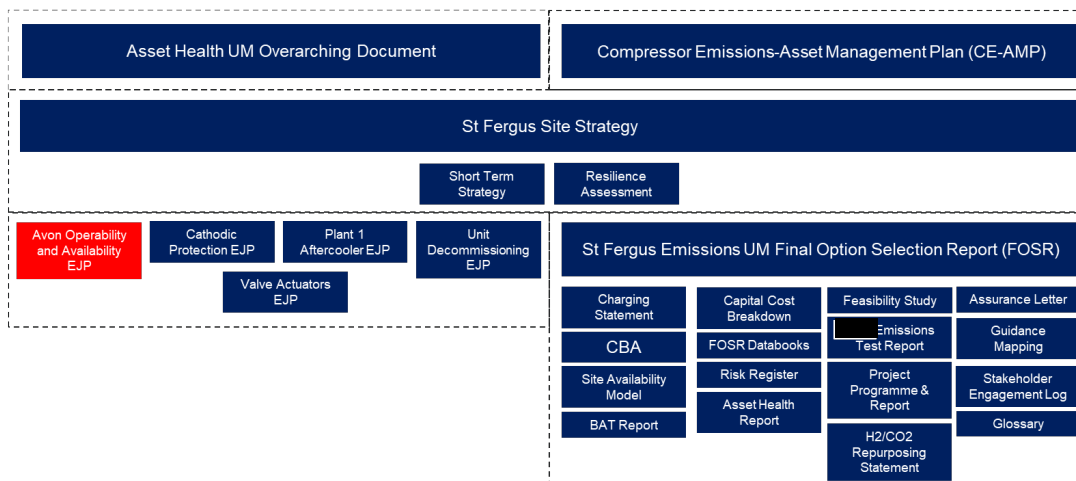 Asset Health UM Overarching Document
Compressor Emissions-Asset Management Plan (CE-AMP)
St Fergus Site Strategy
Short Term
Strategy
Resilience
Assessment
Avon Operability
and Availability
EJP
Cathodic
Protection EJP
Plant 1
Aftercooler EJP
Unit
Decommissioning
EJP
Valve Actuators
EJP
St Fergus Emissions UM Final Option Selection Report (FOSR)
Charging
Statement
CBA
Site Availability
Model
BAT Report
Capital Cost
Breakdown
FOSR Databooks
Risk Register
Asset Health
Report
Feasibility Study
Emissions
Test Report
Project
Programme &
Report
H2/CO2
Repurposing
Statement
Assurance Letter
Guidance
Mapping
Stakeholder
Engagement Log
Glossary